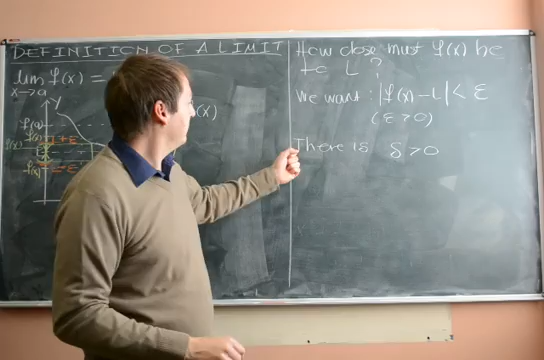 DEFINITION OF A LIMIT
lim f(x) =
x→a
y
f(x)
L+ε
L-ε
How close must f(x) be
to L ?
We want: |f(x)-L| < ε
(ε>0)
There is δ>0